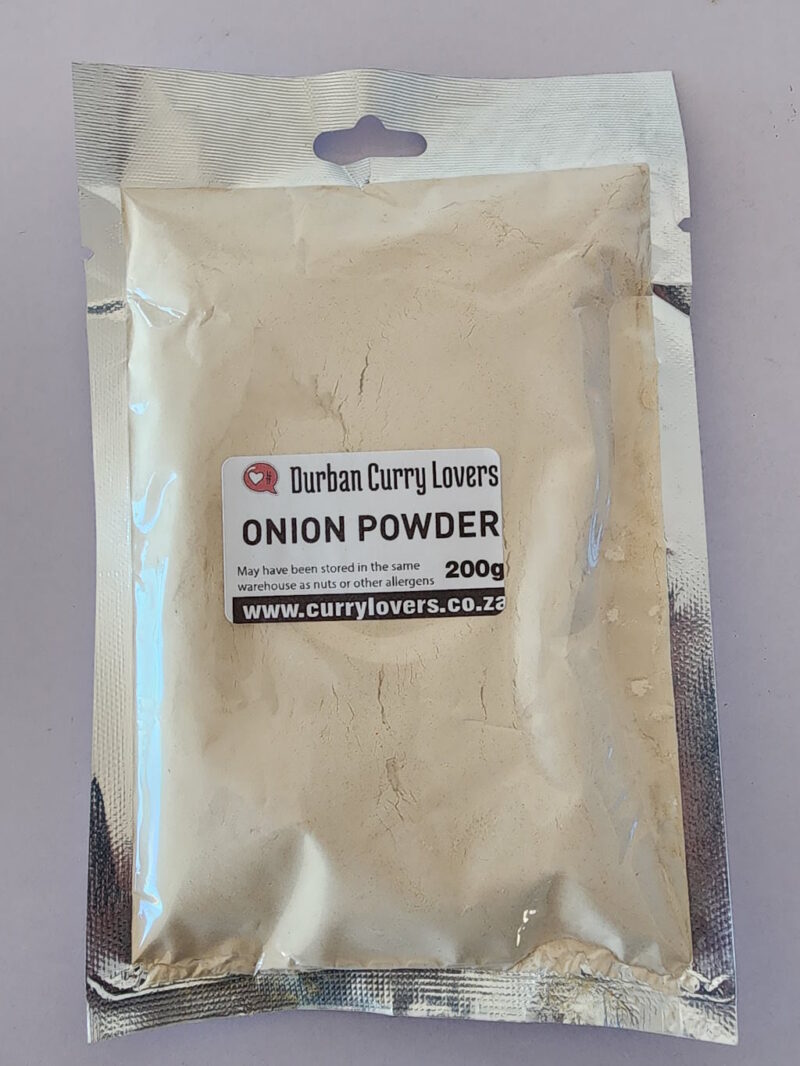 Durban Curry Lovers
ONION POWDER
May have been stored in the same
warehouse as nuts or other allergens
200g
www.currylovers.co.za